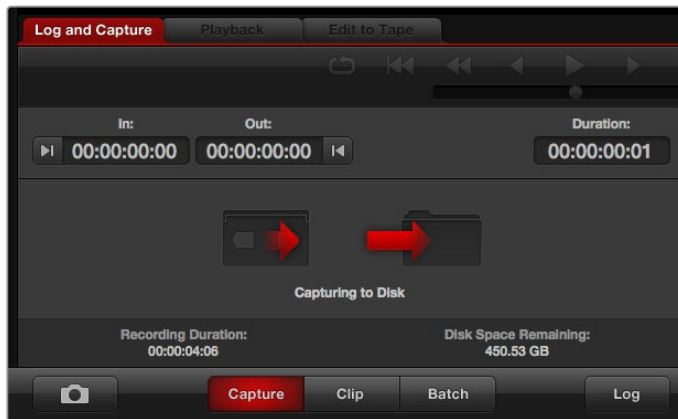 Log and Capture Playback Edit to Tape
In: Out: Duration:
00:00:00:00 00:00:00:00 00:00:00:01
Capturing to Disk
Recording Duration: Disk Space Remaining:
00:00:04:06 450.53 GB
Capture Clip Batch Log